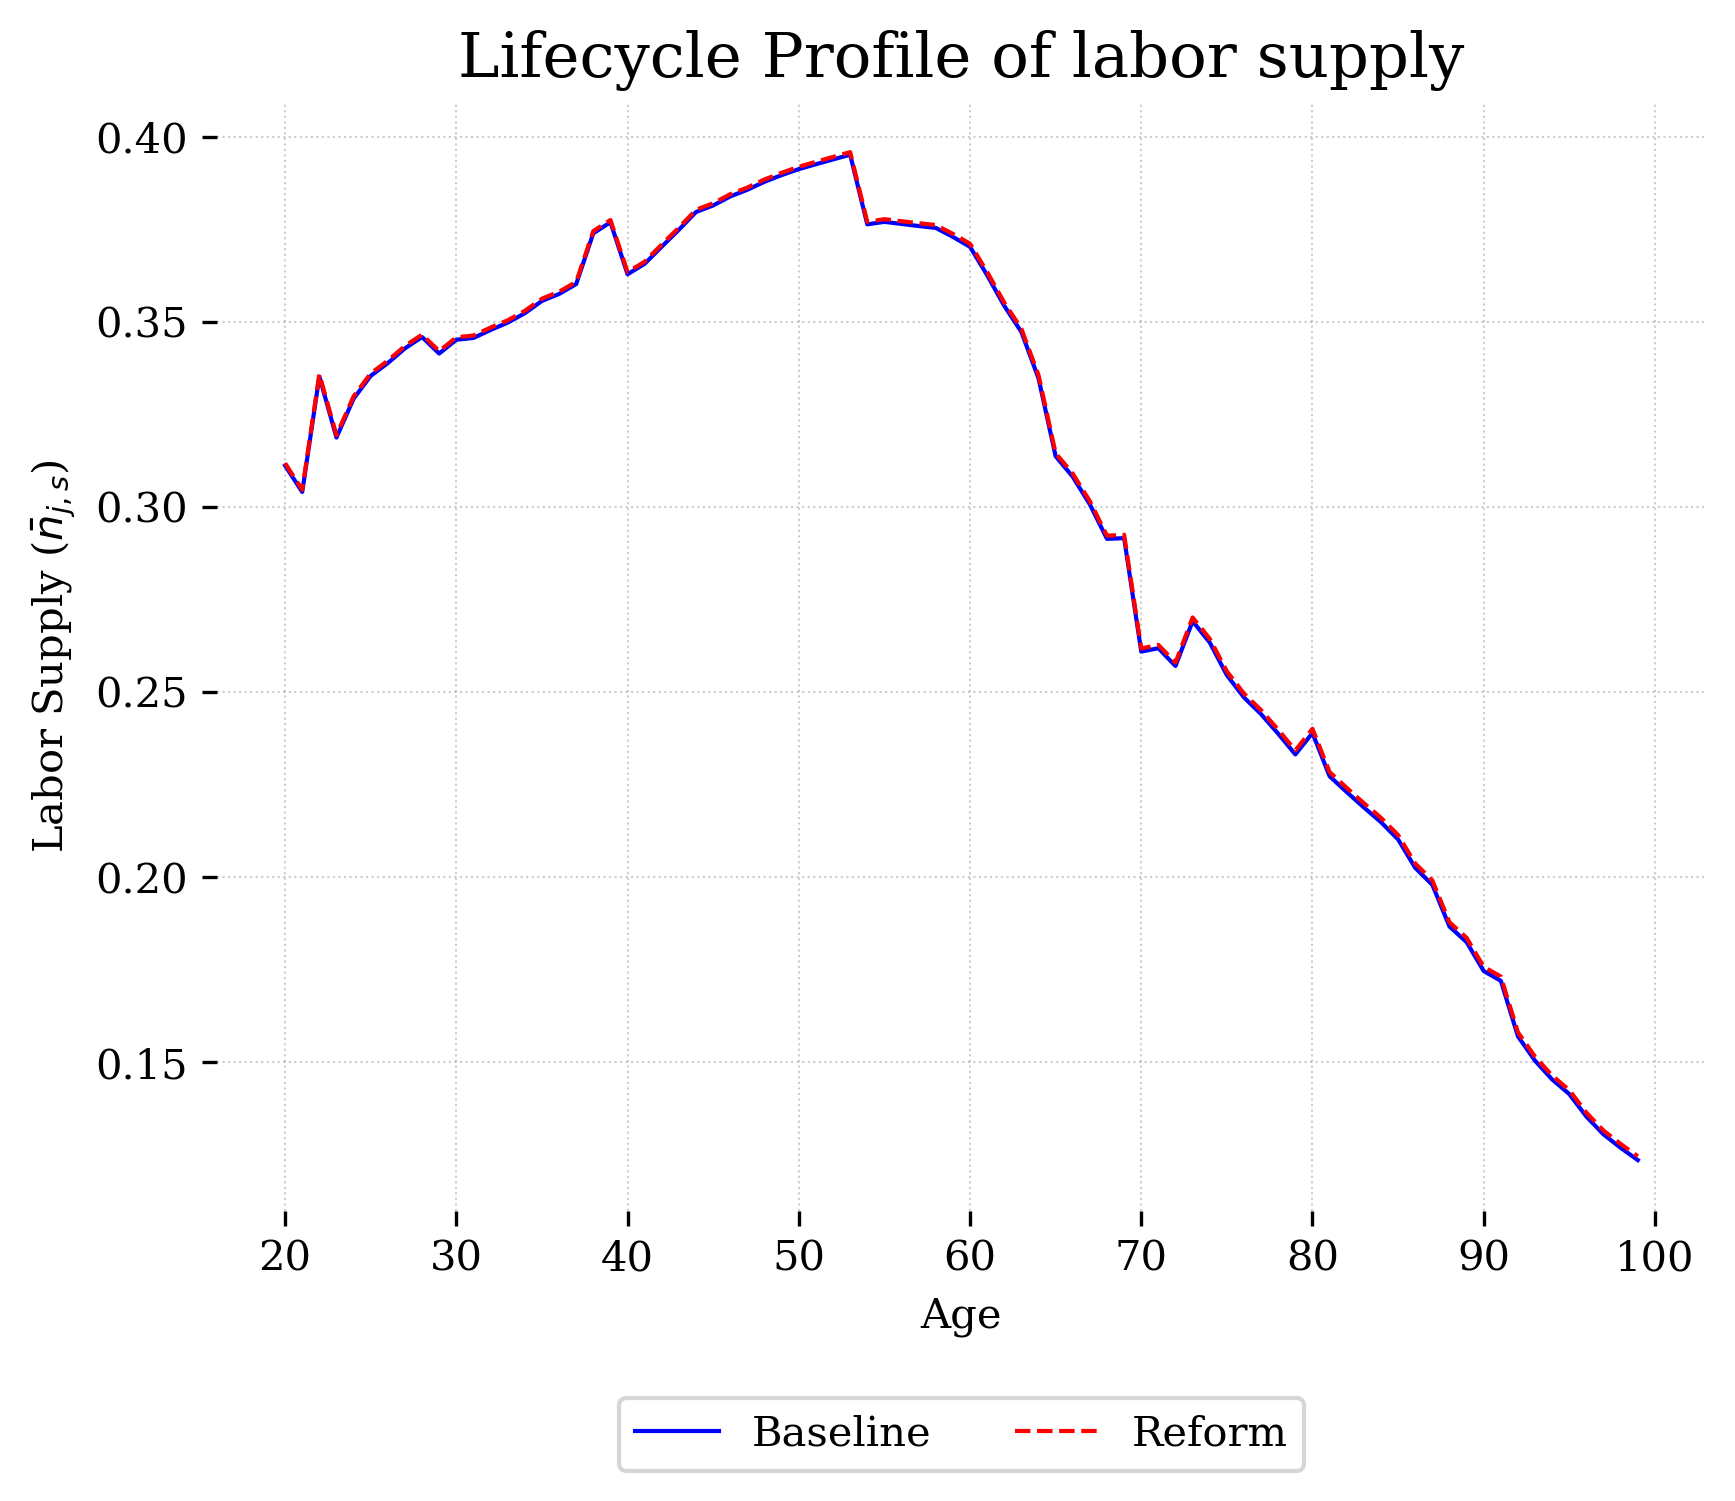 Lifecycle Profile of labor supply
Labor Supply ($\bar{n}_{j,s}$)
0.40
0.35
0.30
0.25
0.20
0.15
20 30 40 50 60 70 80 90 100
Age
Baseline Reform